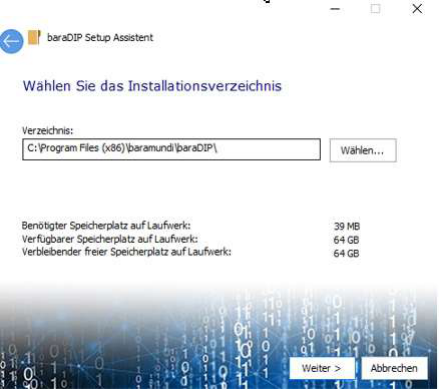 baraDIP Setup Assistent
Wählen Sie das Installationsverzeichnis
Verzeichnis:
C:\Program Files (x86)\baramundi\baraDIP\
Wählen...
Benötigter Speicherplatz auf Laufwerk: 39 MB
Verfügbarer Speicherplatz auf Laufwerk: 64 GB
Verbleibender freier Speicherplatz auf Laufwerk: 64 GB
Weiter > Abbrechen